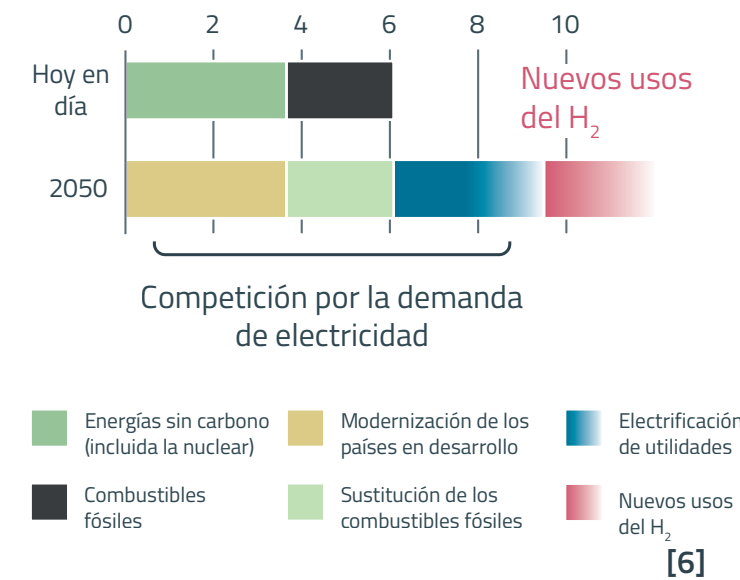 0 2 4 6 8 10
Hoy en
día
Nuevos usos
del H₂
2050
Competición por la demanda
de electricidad
Energías sin carbono
(incluida la nuclear)
Modernización de los
países en desarrollo
Electrificación
de utilidades
Combustibles
fósiles
Sustitución de los
combustibles fósiles
Nuevos usos
del H₂
[6]